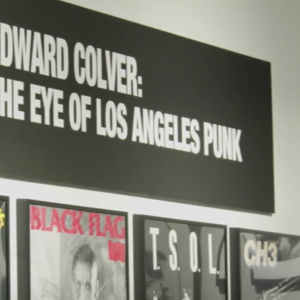 DWARD COLVER:
HE EYE OF LOS ANGELES PUNK
BLACK FLAG
T. S. O. L.
CH3